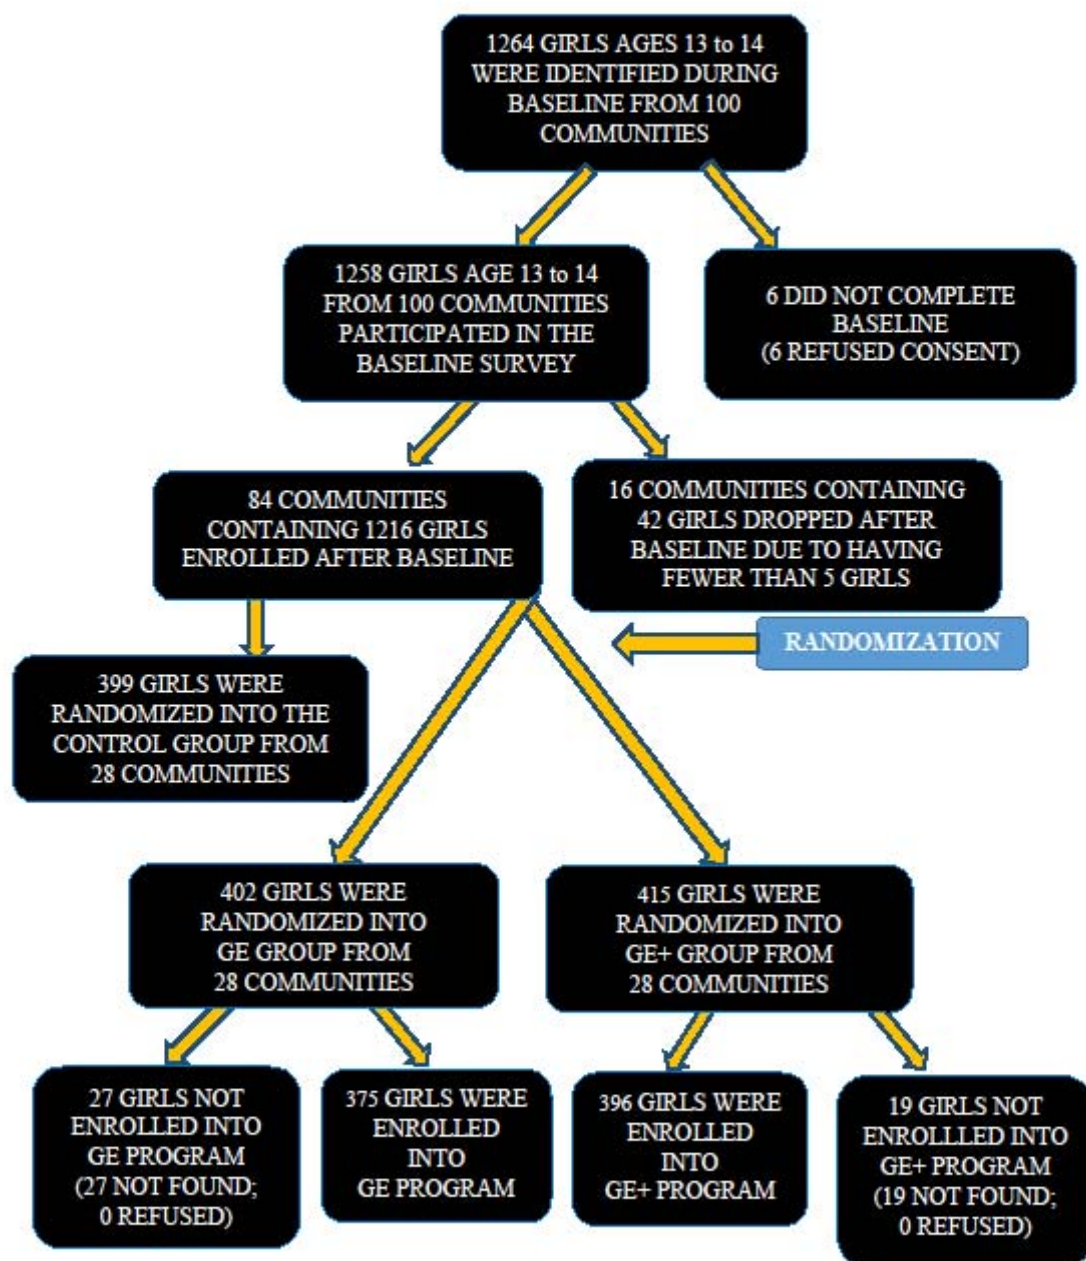 1264 GIRLS AGES 13 to 14
WERE IDENTIFIED DURING
BASELINE FROM 100
COMMUNITIES
1258 GIRLS AGE 13 to 14
FROM 100 COMMUNITIES
PARTICIPATED IN THE
BASELINE SURVEY
6 DID NOT COMPLETE
BASELINE
(6 REFUSED CONSENT)
84 COMMUNITIES
CONTAINING 1216 GIRLS
ENROLLED AFTER BASELINE
16 COMMUNITIES CONTAINING
42 GIRLS DROPPED AFTER
BASELINE DUE TO HAVING
FEWER THAN 5 GIRLS
RANDOMIZATION
399 GIRLS WERE
RANDOMIZED INTO THE
CONTROL GROUP FROM
28 COMMUNITIES
402 GIRLS WERE
RANDOMIZED INTO
GE GROUP FROM
28 COMMUNITIES
415 GIRLS WERE
RANDOMIZED INTO
GE+ GROUP FROM
28 COMMUNITIES
27 GIRLS NOT
ENROLLED INTO
GE PROGRAM
(27 NOT FOUND;
0 REFUSED)
375 GIRLS WERE
ENROLLED
INTO
GE PROGRAM
396 GIRLS WERE
ENROLLED
INTO
GE+ PROGRAM
19 GIRLS NOT
ENROLLLED INTO
GE+ PROGRAM
(19 NOT FOUND;
0 REFUSED)